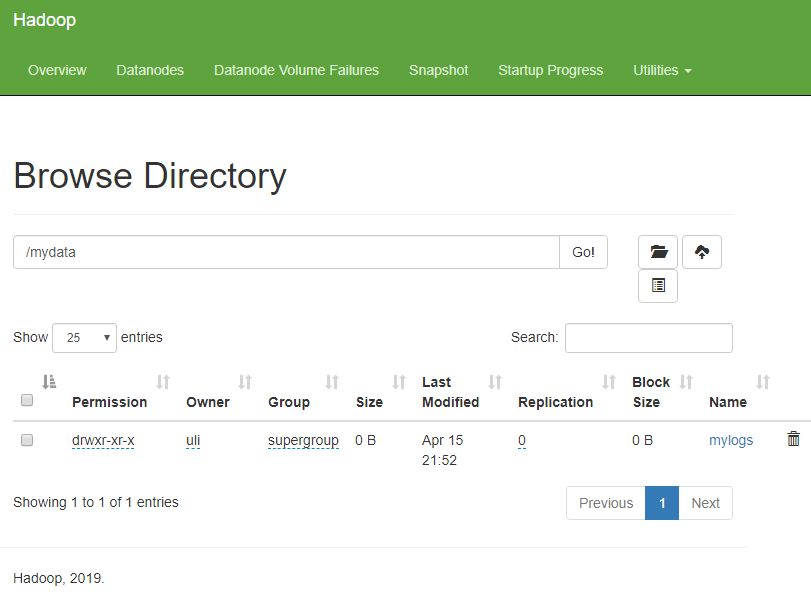 Hadoop
Overview Datanodes Datanode Volume Failures Snapshot Startup Progress Utilities
Browse Directory
/mydata Go!
Show 25 entries Search:
Permission Owner Group Size Last Modified Replication Block Size Name
drwxr-xr-x uli supergroup 0 B Apr 15 21:52 0 0 B mylogs
Showing 1 to 1 of 1 entries Previous 1 Next
Hadoop, 2019.